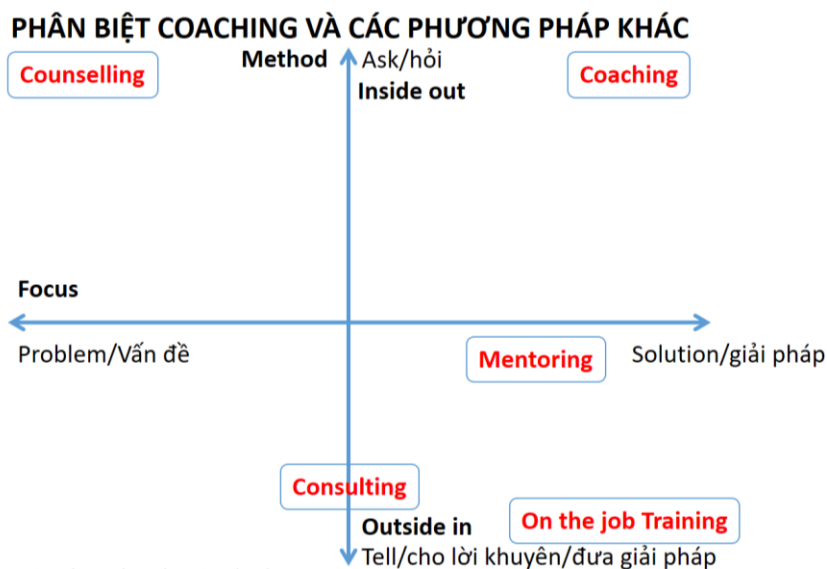 PHÂN BIỆT COACHING VÀ CÁC PHƯƠNG PHÁP KHÁC
Counselling
Method
Ask/hỏi
Coaching
Inside out
Focus
Problem/Vấn đề
Mentoring
Solution/giải pháp
Consulting
Outside in
On the job Training
Tell/cho lời khuyên/đưa giải pháp